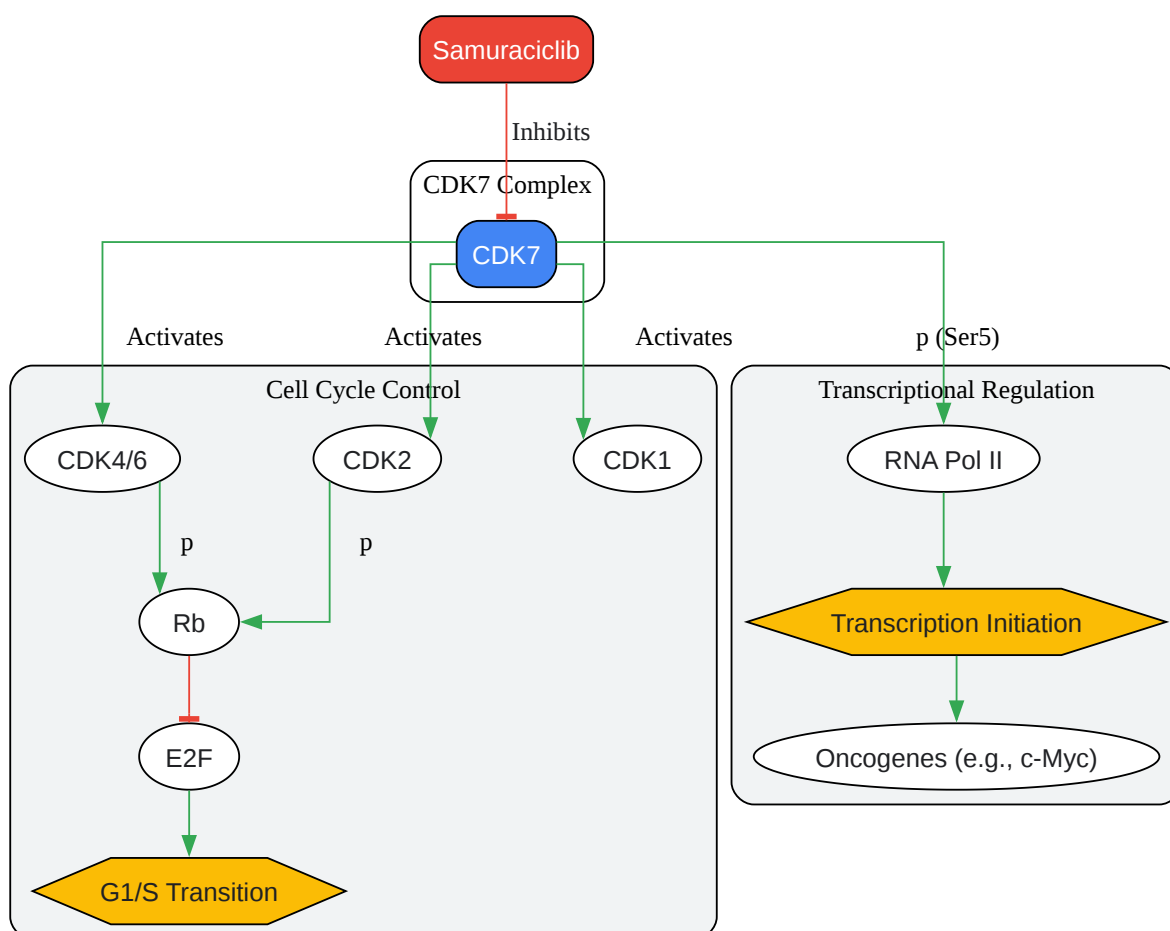 Samuraciclib
Inhibits
CDK7 Complex
CDK7
Activates
Activates
Activates
p (Ser5)
Cell Cycle Control
Transcriptional Regulation
CDK4/6
CDK2
CDK1
RNA Pol II
p
p
Rb
Transcription Initiation
E2F
Oncogenes (e.g., c-Myc)
G1/S Transition